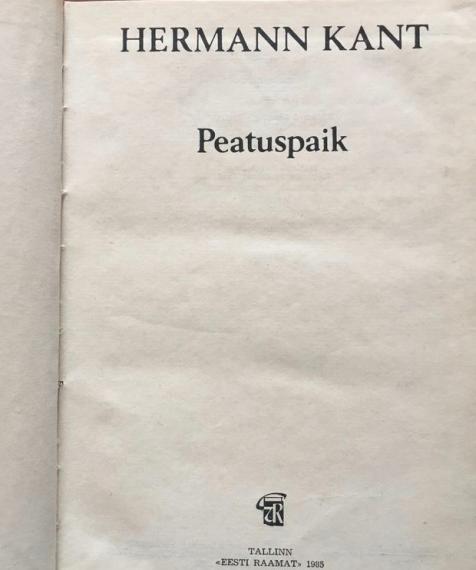 HERMANN KANT
Peatuspaik
TALLINN
«EESTI RAAMAT» 1985